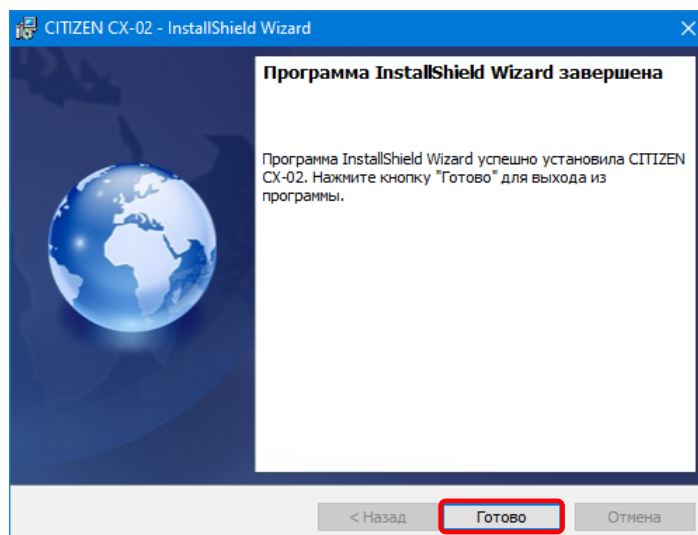 CITIZEN CX-02 - InstallShield Wizard
Программа InstallShield Wizard завершена
Программа InstallShield Wizard успешно установила CITIZEN
CX-02. Нажмите кнопку "Готово" для выхода из
программы.
< Назад Готово Отмена